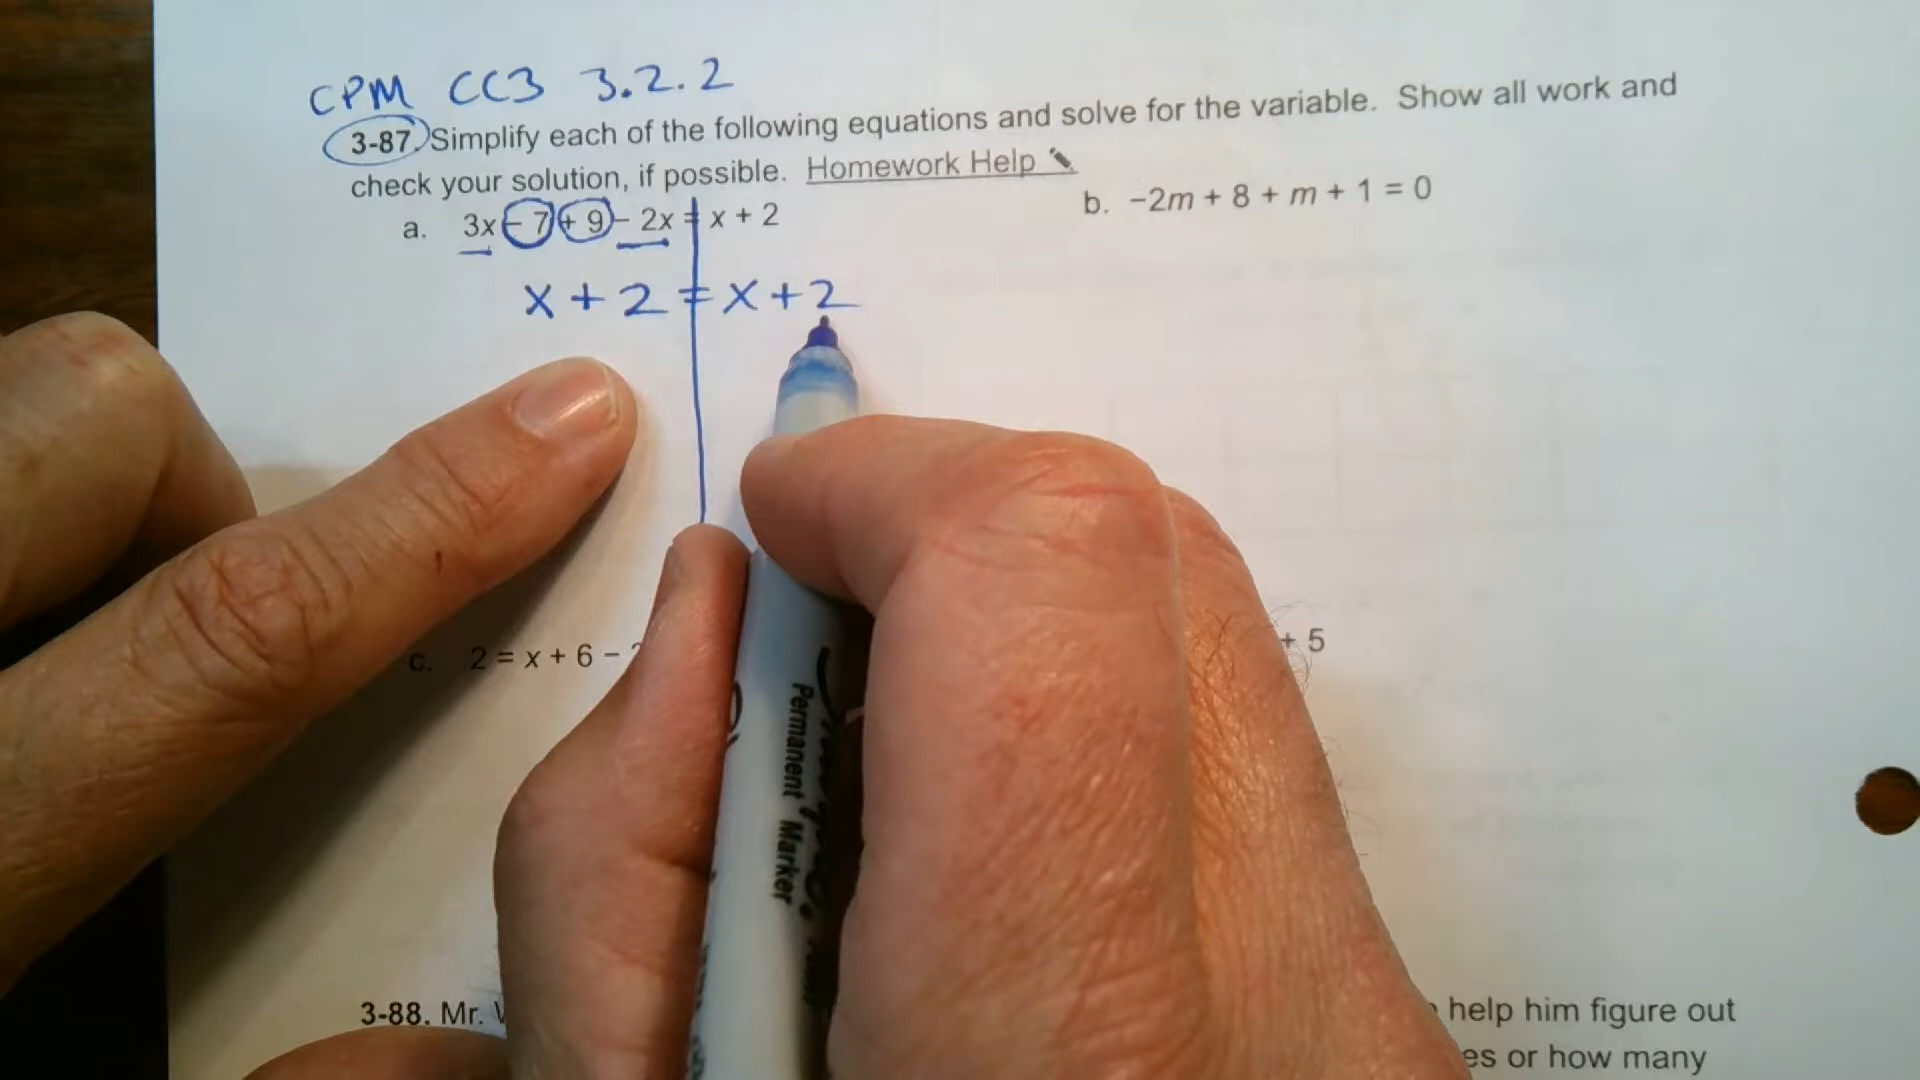 CPM CC3 3.2.2
3-87. Simplify each of the following equations and solve for the variable. Show all work and
check your solution, if possible. Homework Help ✎
a. 3x − 7 + 9 − 2x = x + 2
b. −2m + 8 + m + 1 = 0
x + 2 = x + 2
c. 2 = x + 6 −
+ 5
3-88. Mr.
help him figure out
es or how many
Permanent Marker